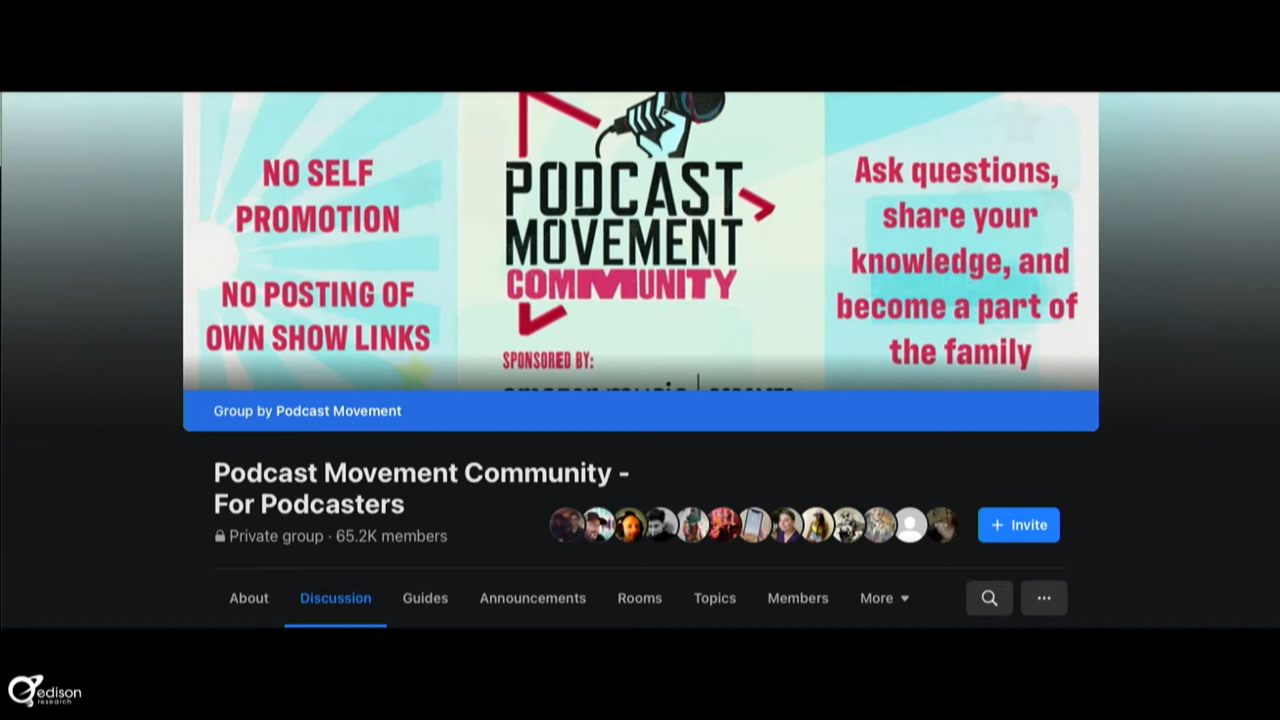 NO SELF
PROMOTION
NO POSTING OF
OWN SHOW LINKS
PODCAST
MOVEMENT
COMMUNITY
SPONSORED BY:
amazon music
Ask questions,
share your
knowledge, and
become a part of
the family
Group by Podcast Movement
Podcast Movement Community -
For Podcasters
Private group · 65.2K members
+ Invite
About Discussion Guides Announcements Rooms Topics Members More
edison
research